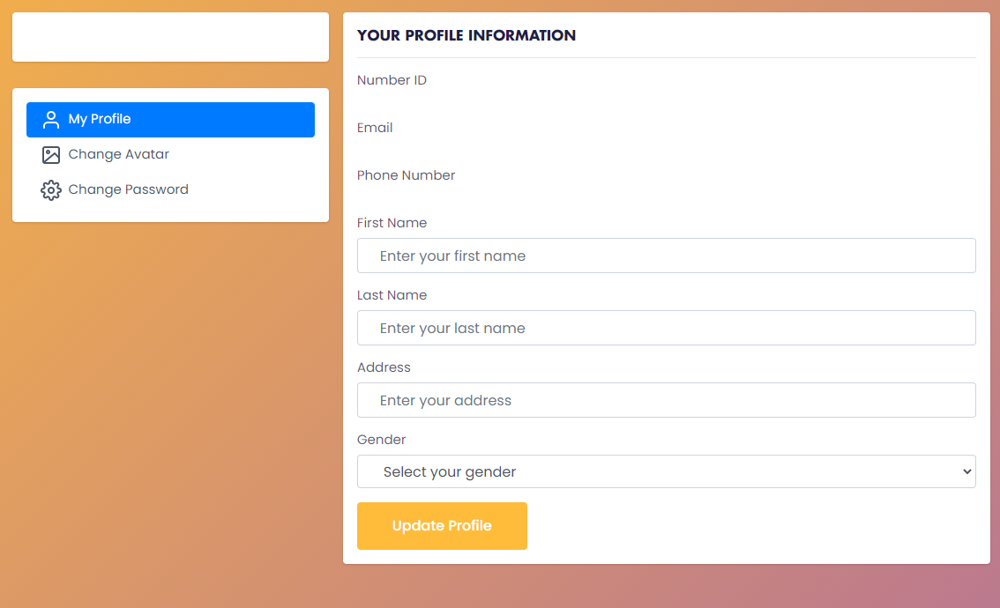 My Profile
Change Avatar
Change Password
YOUR PROFILE INFORMATION
Number ID
Email
Phone Number
First Name
Enter your first name
Last Name
Enter your last name
Address
Enter your address
Gender
Select your gender
Update Profile